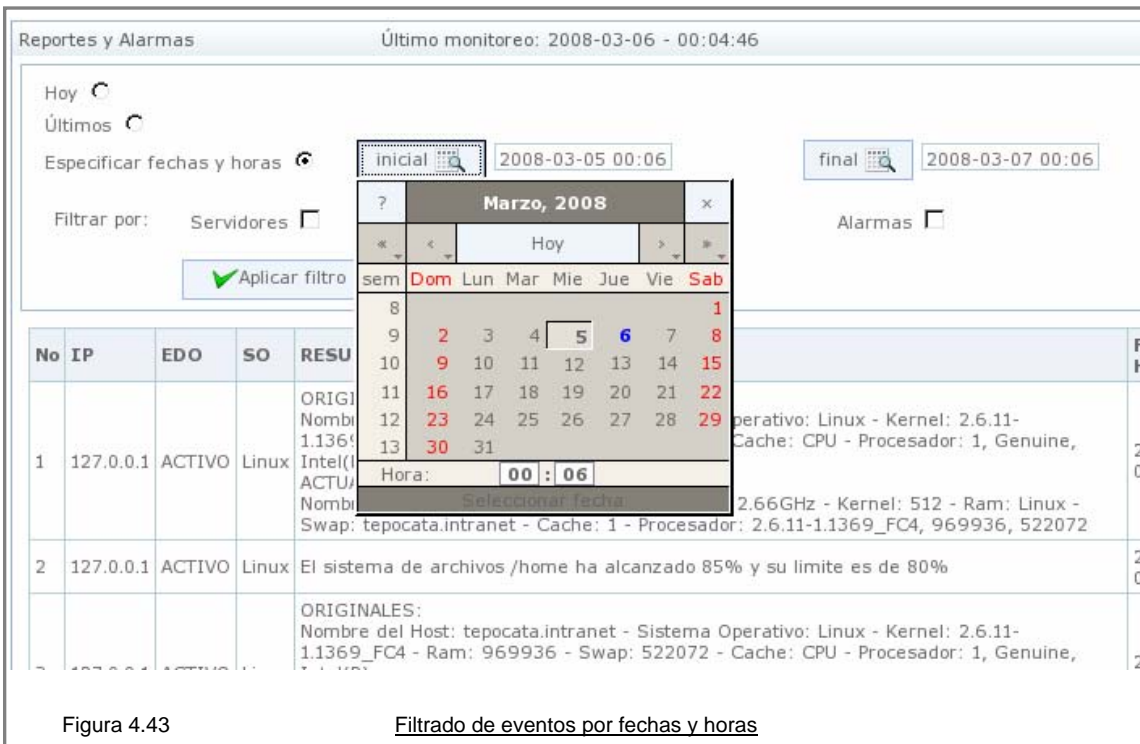 Reportes y Alarmas Último monitoreo: 2008-03-06 - 00:04:46
Hoy
Últimos
Especificar fechas y horas inicial 2008-03-05 00:06 final 2008-03-07 00:06
Filtrar por: Servidores Alarmas
Aplicar filtro
? Marzo, 2008 ×
« ‹ Hoy › »
sem Dom Lun Mar Mie Jue Vie Sab
8 1
9 2 3 4 5 6 7 8
10 9 10 11 12 13 14 15
11 16 17 18 19 20 21 22
12 23 24 25 26 27 28 29
13 30 31
Hora: 00 : 06
Seleccionar fecha
No IP EDO SO RESU
1 127.0.0.1 ACTIVO Linux
ORIGI
Nomb perativo: Linux - Kernel: 2.6.11-
1.1369 Cache: CPU - Procesador: 1, Genuine,
Intel(
ACTUA
Nomb 2.66GHz - Kernel: 512 - Ram: Linux -
Swap: tepocata.intranet - Cache: 1 - Procesador: 2.6.11-1.1369_FC4, 969936, 522072
2 127.0.0.1 ACTIVO Linux El sistema de archivos /home ha alcanzado 85% y su limite es de 80%
ORIGINALES:
Nombre del Host: tepocata.intranet - Sistema Operativo: Linux - Kernel: 2.6.11-
1.1369_FC4 - Ram: 969936 - Swap: 522072 - Cache: CPU - Procesador: 1, Genuine,
Figura 4.43 Filtrado de eventos por fechas y horas